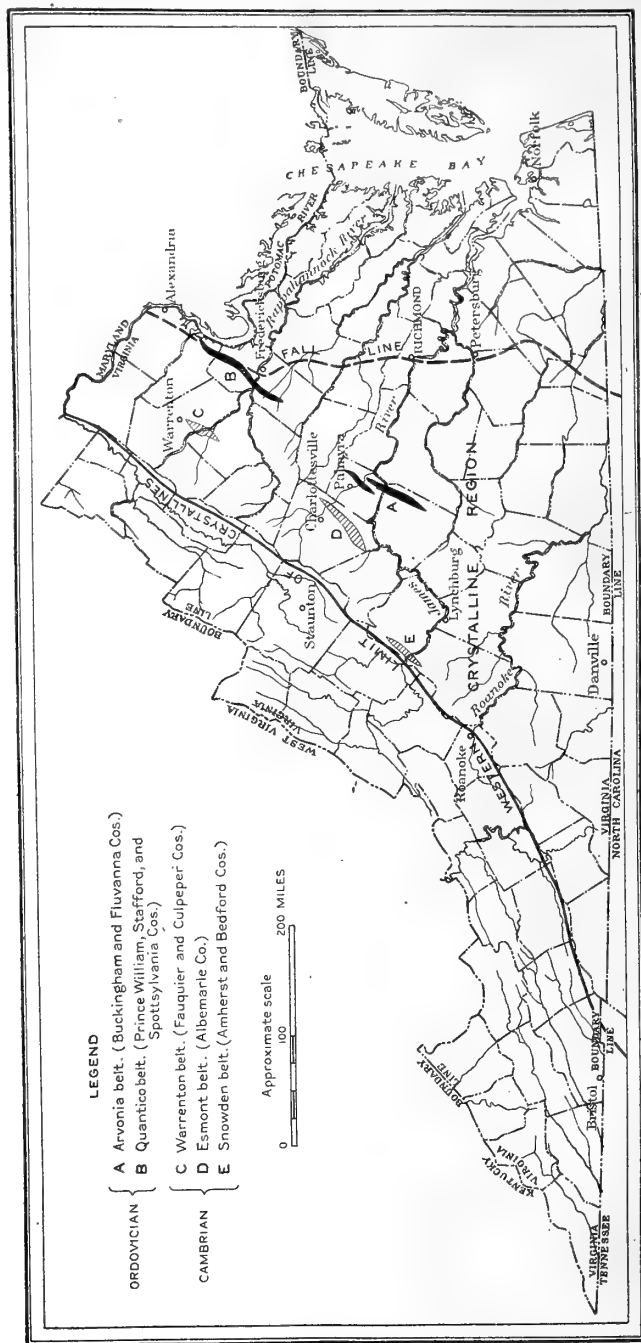 LEGEND
ORDOVICIAN
A Arvonia belt. (Buckingham and Fluvanna Cos.)
B Quantico belt. (Prince William, Stafford, and
Spottsylvania Cos.)
CAMBRIAN
C Warrenton belt. (Fauquier and Culpeper Cos.)
D Esmont belt. (Albemarle Co.)
E Snowden belt. (Amherst and Bedford Cos.)
Approximate scale
0 100 200 MILES
BOUNDARY
LINE
MARYLAND
VIRGINIA
Alexandria
POTOMAC
RIVER
CHESAPEAKE BAY
Warrenton
C
B
Fredericksburg
Rappahannock River
FALL LINE
WESTERN LIMIT OF CRYSTALLINES
BOUNDARY
LINE
Staunton
Charlottesville
Palmyra
D
A
River
RICHMOND
Petersburg
Norfolk
WEST VIRGINIA
VIRGINIA
E
James
Lynchburg
CRYSTALLINE REGION
Roanoke
Roanoke
River
Danville
BOUNDARY
LINE
VIRGINIA
NORTH CAROLINA
BOUNDARY
LINE
KENTUCKY
VIRGINIA
Bristol
BOUNDARY
LINE
VIRGINIA
TENNESSEE